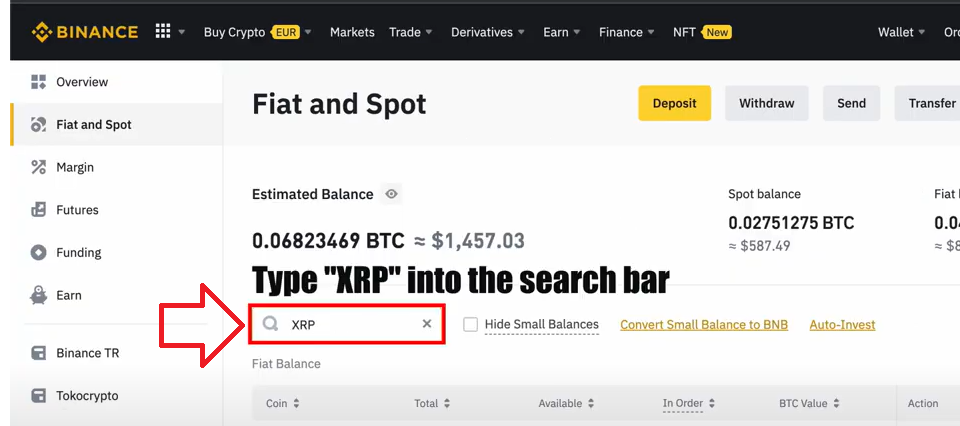 BINANCE Buy Crypto EUR Markets Trade Derivatives Earn Finance NFT New Wallet
Overview
Fiat and Spot
Margin
Futures
Funding
Earn
Binance TR
Tokocrypto
Fiat and Spot
Deposit Withdraw Send Transfer
Estimated Balance
0.06823469 BTC ≈ $1,457.03
Spot balance
0.02751275 BTC
≈ $587.49
Fiat
0.0
≈ $8
Type "XRP" into the search bar
XRP × Hide Small Balances Convert Small Balance to BNB Auto-Invest
Fiat Balance
Coin Total Available In Order BTC Value Action